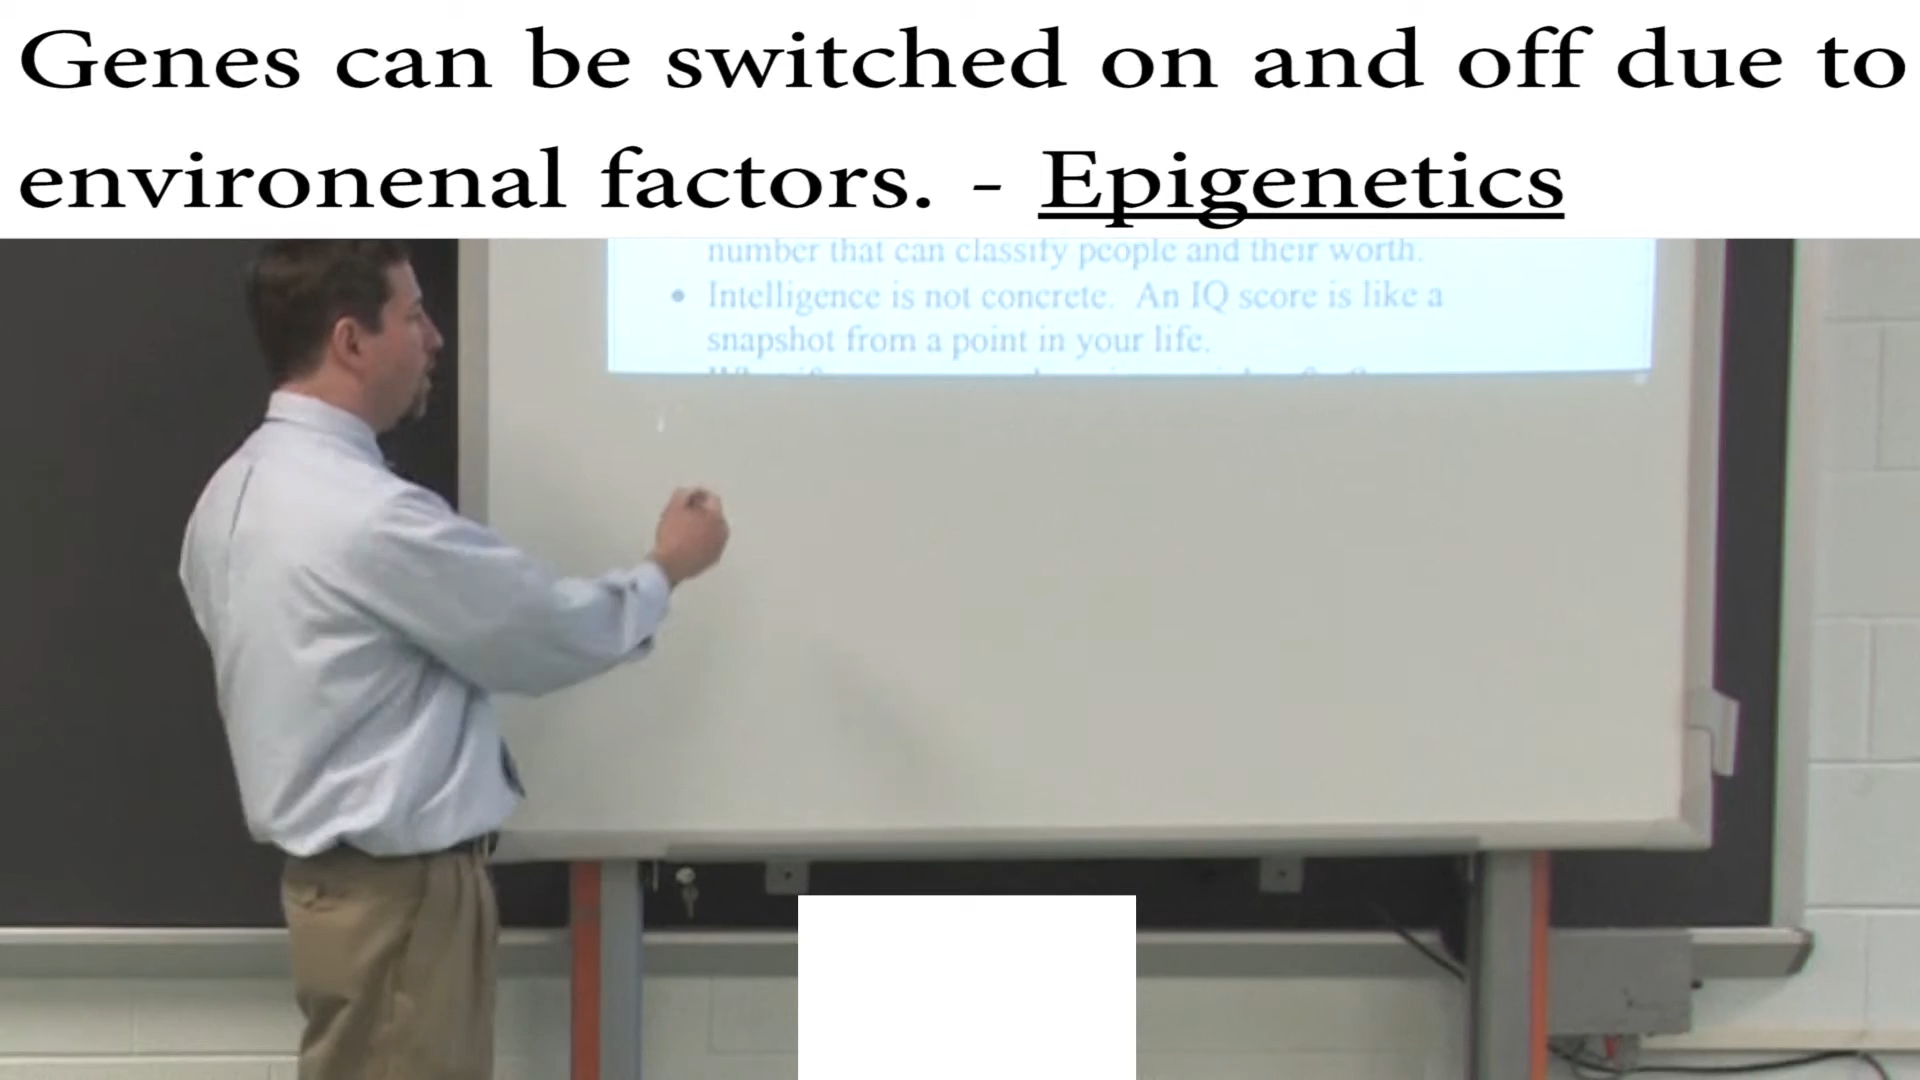 Genes can be switched on and off due to
environenal factors. - Epigenetics
number that can classify people and their worth.
• Intelligence is not concrete. An IQ score is like a
snapshot from a point in your life.